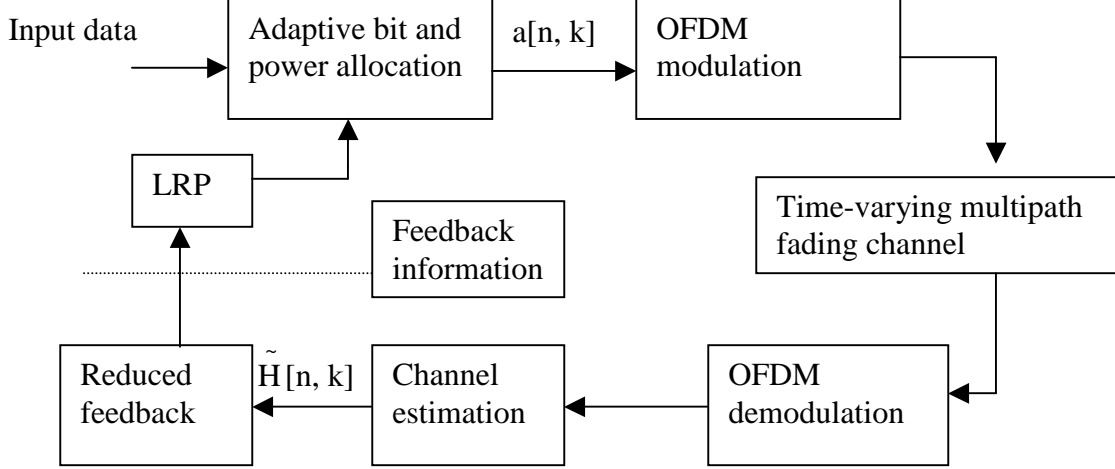 Input data
Adaptive bit and
power allocation
a[n, k]
OFDM
modulation
LRP
Feedback
information
Time-varying multipath
fading channel
Reduced
feedback
H̃[n, k]
Channel
estimation
OFDM
demodulation